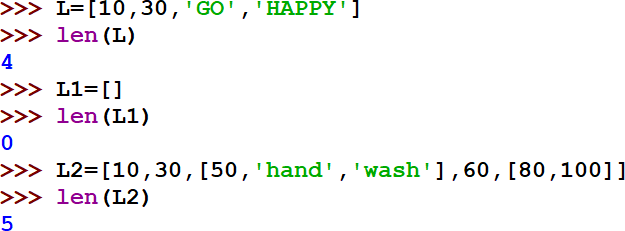 >>> L=[10,30,'GO','HAPPY']
>>> len(L)
4
>>> L1=[]
>>> len(L1)
0
>>> L2=[10,30,[50,'hand','wash'],60,[80,100]]
>>> len(L2)
5